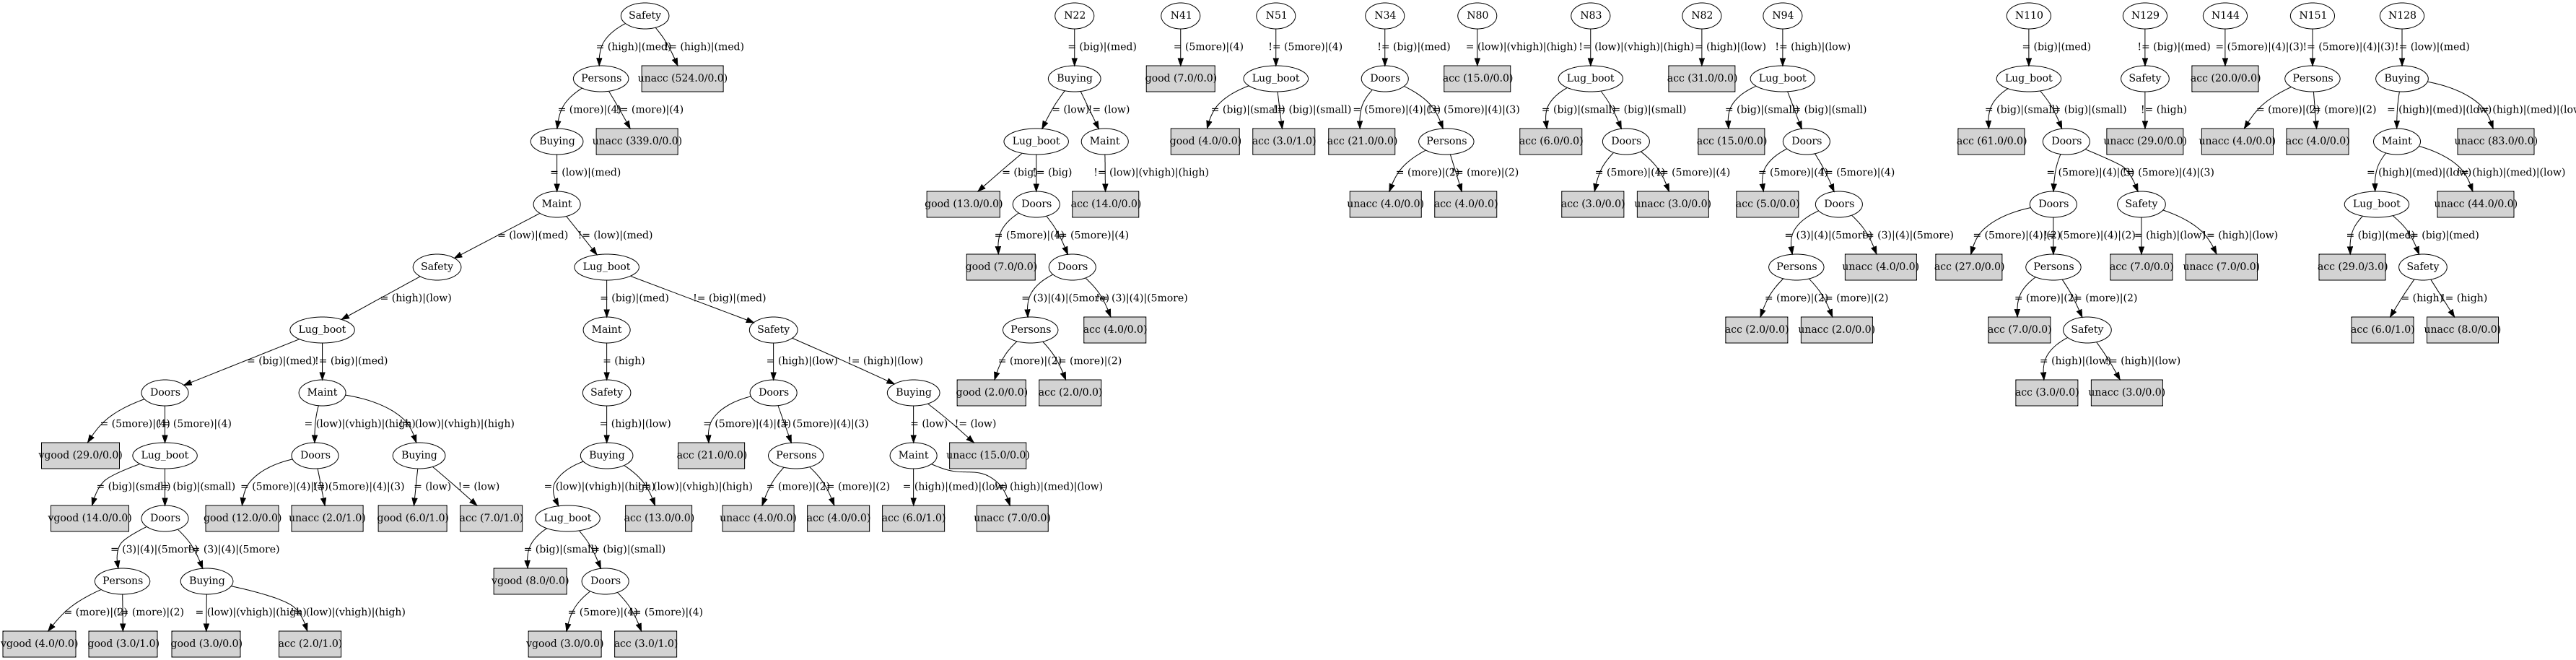 Safety N22 N41 N51 N34 N80 N83 N82 N94 N110 N129 N144 N151 N128
= (high)|(med) != (high)|(med) = (big)|(med) = (5more)|(4) != (5more)|(4) != (big)|(med) = (low)|(vhigh)|(high) != (low)|(vhigh)|(high) = (high)|(low) != (high)|(low) = (big)|(med) != (big)|(med) = (5more)|(4)|(3) != (5more)|(4)|(3) != (low)|(med)
Persons unacc (524.0/0.0) Buying good (7.0/0.0) Lug_boot Doors acc (15.0/0.0) Lug_boot acc (31.0/0.0) Lug_boot Lug_boot Safety acc (20.0/0.0) Persons Buying
= (more)|(4) != (more)|(4) = (low) != (low) = (big)|(small) != (big)|(small) = (5more)|(4)|(3) != (5more)|(4)|(3) = (big)|(small) != (big)|(small) = (big)|(small) != (big)|(small) = (big)|(small) != (big)|(small) != (high) = (more)|(2) != (more)|(2) = (high)|(med)|(low) != (high)|(med)|(low)
Buying unacc (339.0/0.0) Lug_boot Maint good (4.0/0.0) acc (3.0/1.0) acc (21.0/0.0) Persons acc (6.0/0.0) Doors acc (15.0/0.0) Doors acc (61.0/0.0) Doors unacc (29.0/0.0) unacc (4.0/0.0) acc (4.0/0.0) Maint unacc (83.0/0.0)
= (low)|(med) = (big) != (big) != (low)|(vhigh)|(high) = (more)|(2) != (more)|(2) = (5more)|(4) != (5more)|(4) = (5more)|(4) != (5more)|(4) = (5more)|(4)|(3) != (5more)|(4)|(3) = (high)|(med)|(low) != (high)|(med)|(low)
Maint good (13.0/0.0) Doors acc (14.0/0.0) unacc (4.0/0.0) acc (4.0/0.0) acc (3.0/0.0) unacc (3.0/0.0) acc (5.0/0.0) Doors Doors Safety Lug_boot unacc (44.0/0.0)
= (low)|(med) != (low)|(med) = (5more)|(4) != (5more)|(4) = (3)|(4)|(5more) != (3)|(4)|(5more) = (5more)|(4)|(2) != (5more)|(4)|(2) = (high)|(low) != (high)|(low) = (big)|(med) != (big)|(med)
Safety Lug_boot good (7.0/0.0) Doors Persons unacc (4.0/0.0) acc (27.0/0.0) Persons acc (7.0/0.0) unacc (7.0/0.0) acc (29.0/3.0) Safety
= (high)|(low) = (big)|(med) != (big)|(med) = (3)|(4)|(5more) != (3)|(4)|(5more) = (more)|(2) != (more)|(2) = (more)|(2) != (more)|(2) = (high) != (high)
Lug_boot Maint Safety Persons acc (4.0/0.0) acc (2.0/0.0) unacc (2.0/0.0) acc (7.0/0.0) Safety acc (6.0/1.0) unacc (8.0/0.0)
= (big)|(med) != (big)|(med) = (high) = (high)|(low) != (high)|(low) = (more)|(2) != (more)|(2) = (high)|(low) != (high)|(low)
Doors Maint Safety Doors Buying good (2.0/0.0) acc (2.0/0.0) acc (3.0/0.0) unacc (3.0/0.0)
= (5more)|(4) != (5more)|(4) = (low)|(vhigh)|(high) != (low)|(vhigh)|(high) = (high)|(low) = (5more)|(4)|(3) != (5more)|(4)|(3) = (low) != (low)
vgood (29.0/0.0) Lug_boot Doors Buying Buying acc (21.0/0.0) Persons Maint unacc (15.0/0.0)
= (big)|(small) != (big)|(small) = (5more)|(4)|(3) != (5more)|(4)|(3) = (low) != (low) = (low)|(vhigh)|(high) != (low)|(vhigh)|(high) = (more)|(2) != (more)|(2) = (high)|(med)|(low) != (high)|(med)|(low)
vgood (14.0/0.0) Doors good (12.0/0.0) unacc (2.0/1.0) good (6.0/1.0) acc (7.0/1.0) Lug_boot acc (13.0/0.0) unacc (4.0/0.0) acc (4.0/0.0) acc (6.0/1.0) unacc (7.0/0.0)
= (3)|(4)|(5more) != (3)|(4)|(5more) = (big)|(small) != (big)|(small)
Persons Buying vgood (8.0/0.0) Doors
= (more)|(2) != (more)|(2) = (low)|(vhigh)|(high) != (low)|(vhigh)|(high) = (5more)|(4) != (5more)|(4)
vgood (4.0/0.0) good (3.0/1.0) good (3.0/0.0) acc (2.0/1.0) vgood (3.0/0.0) acc (3.0/1.0)